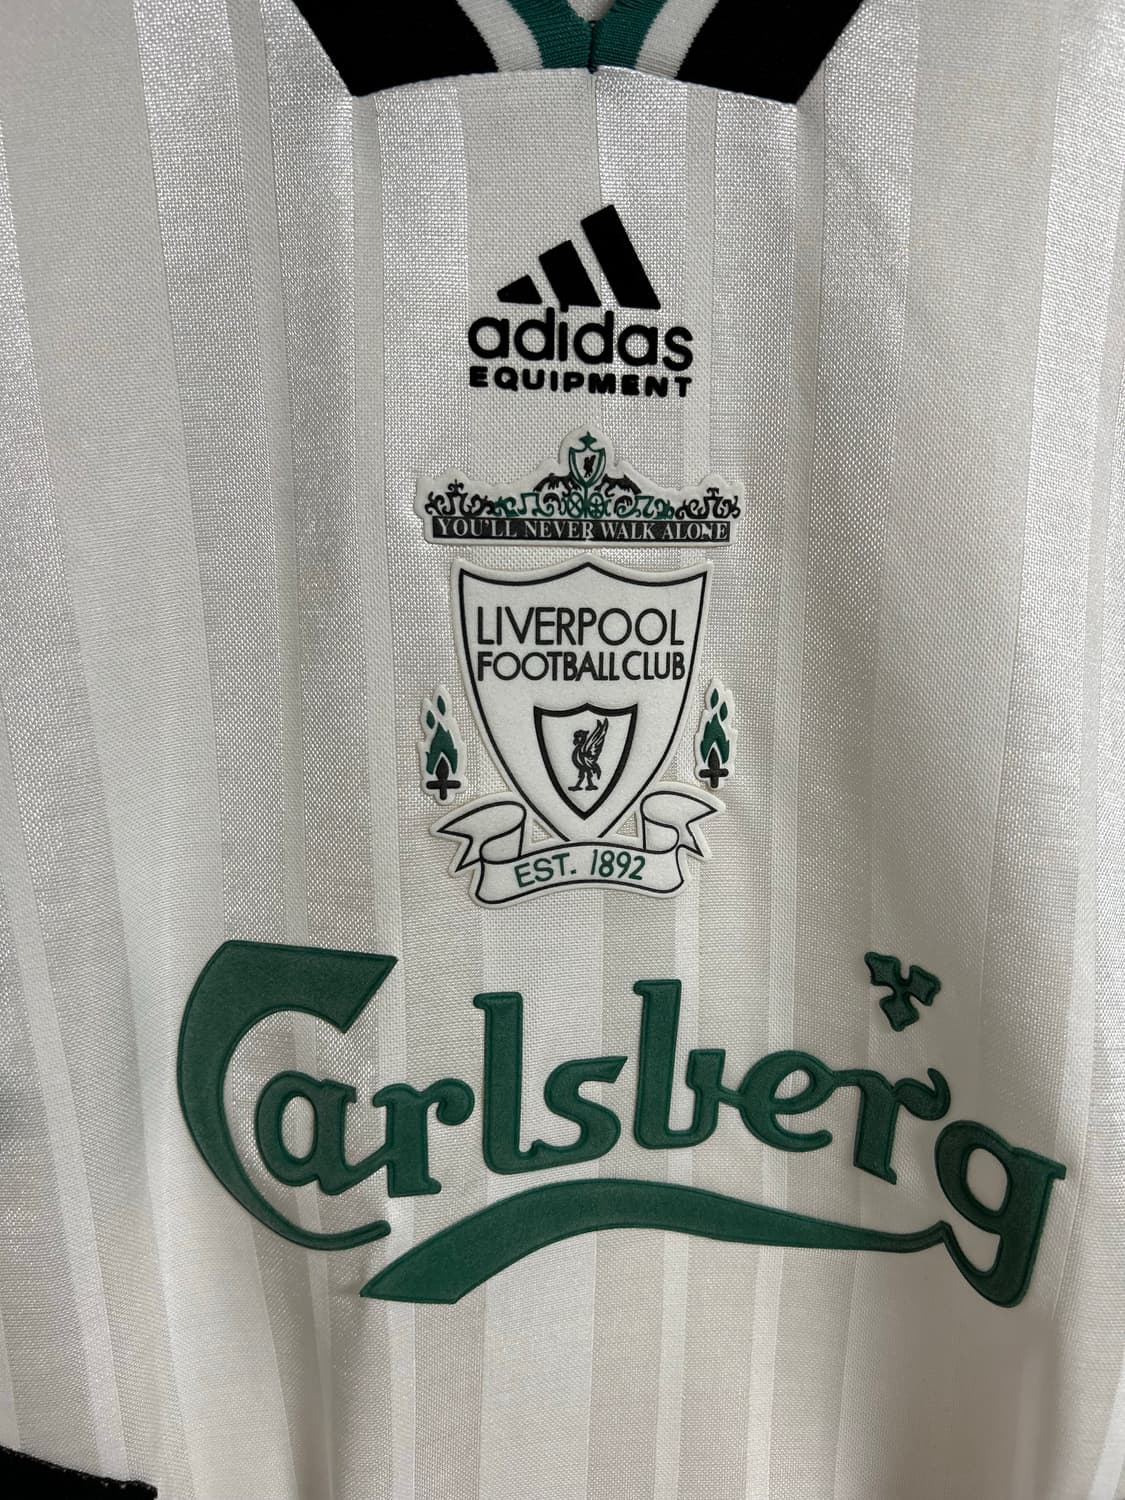 adidas
EQUIPMENT
YOU'LL NEVER WALK ALONE
LIVERPOOL
FOOTBALL CLUB
EST. 1892
Carlsberg